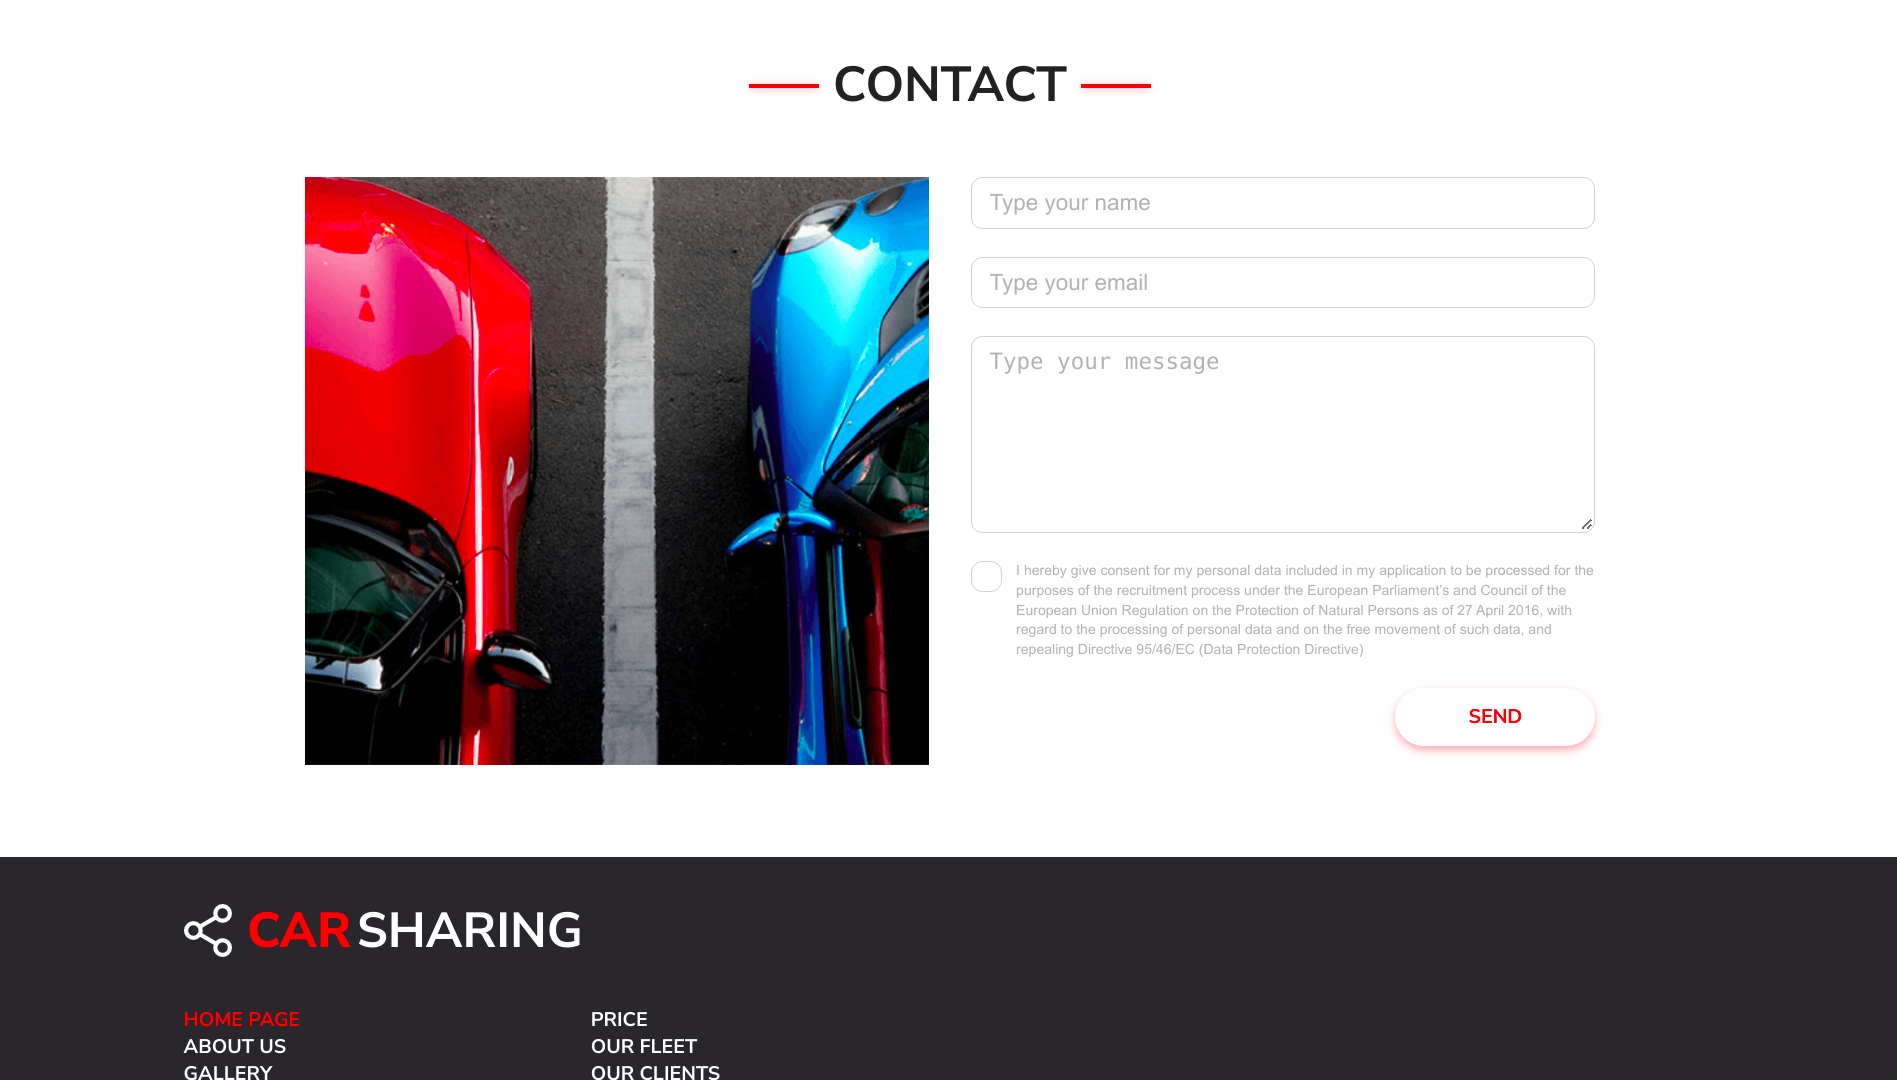 CONTACT
Type your name
Type your email
Type your message
I hereby give consent for my personal data included in my application to be processed for the
purposes of the recruitment process under the European Parliament’s and Council of the
European Union Regulation on the Protection of Natural Persons as of 27 April 2016, with
regard to the processing of personal data and on the free movement of such data, and
repealing Directive 95/46/EC (Data Protection Directive)
SEND
CAR SHARING
HOME PAGE
ABOUT US
GALLERY
PRICE
OUR FLEET
OUR CLIENTS